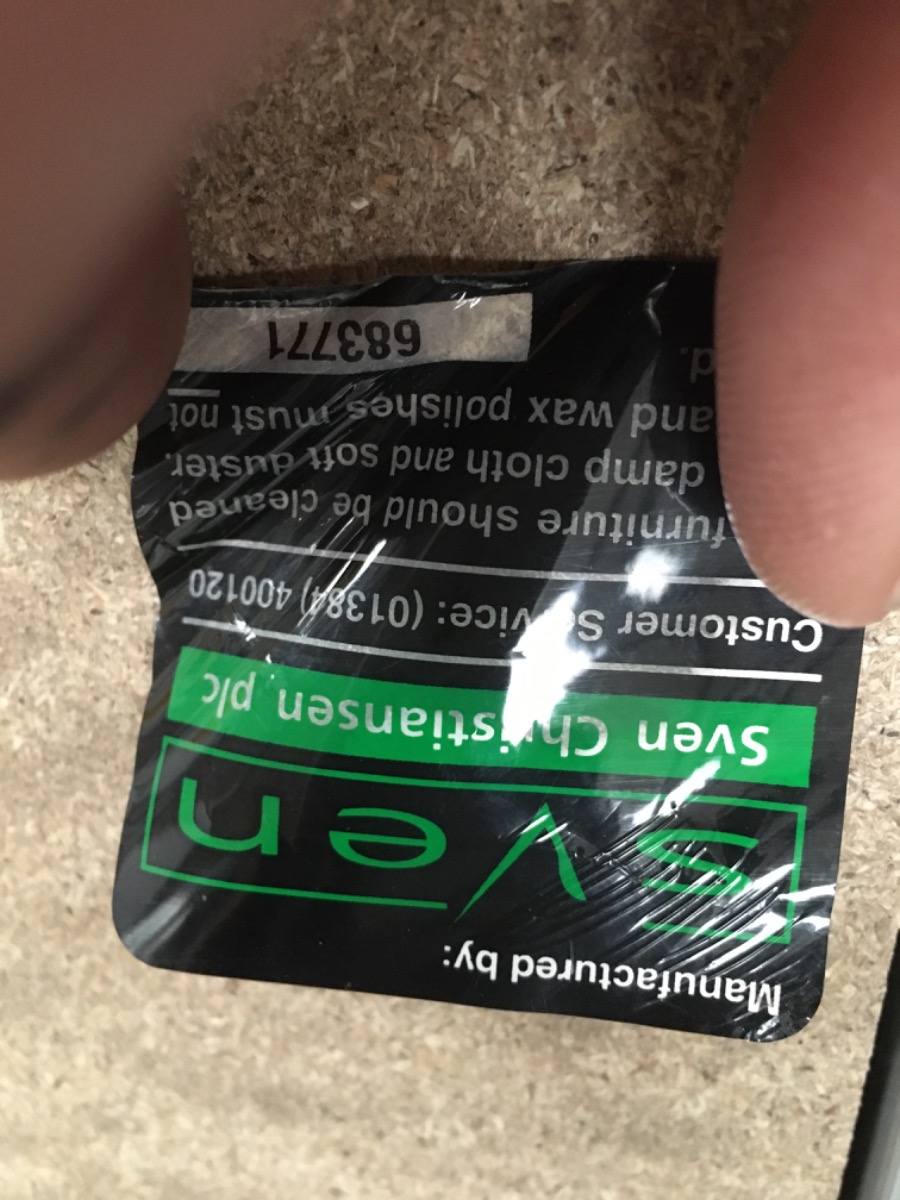 Manufactured by:
sven
Sven Christiansen plc
Customer Service: (01384) 400120
furniture should be cleaned
damp cloth and soft duster.
and wax polishes must not
d.
683771